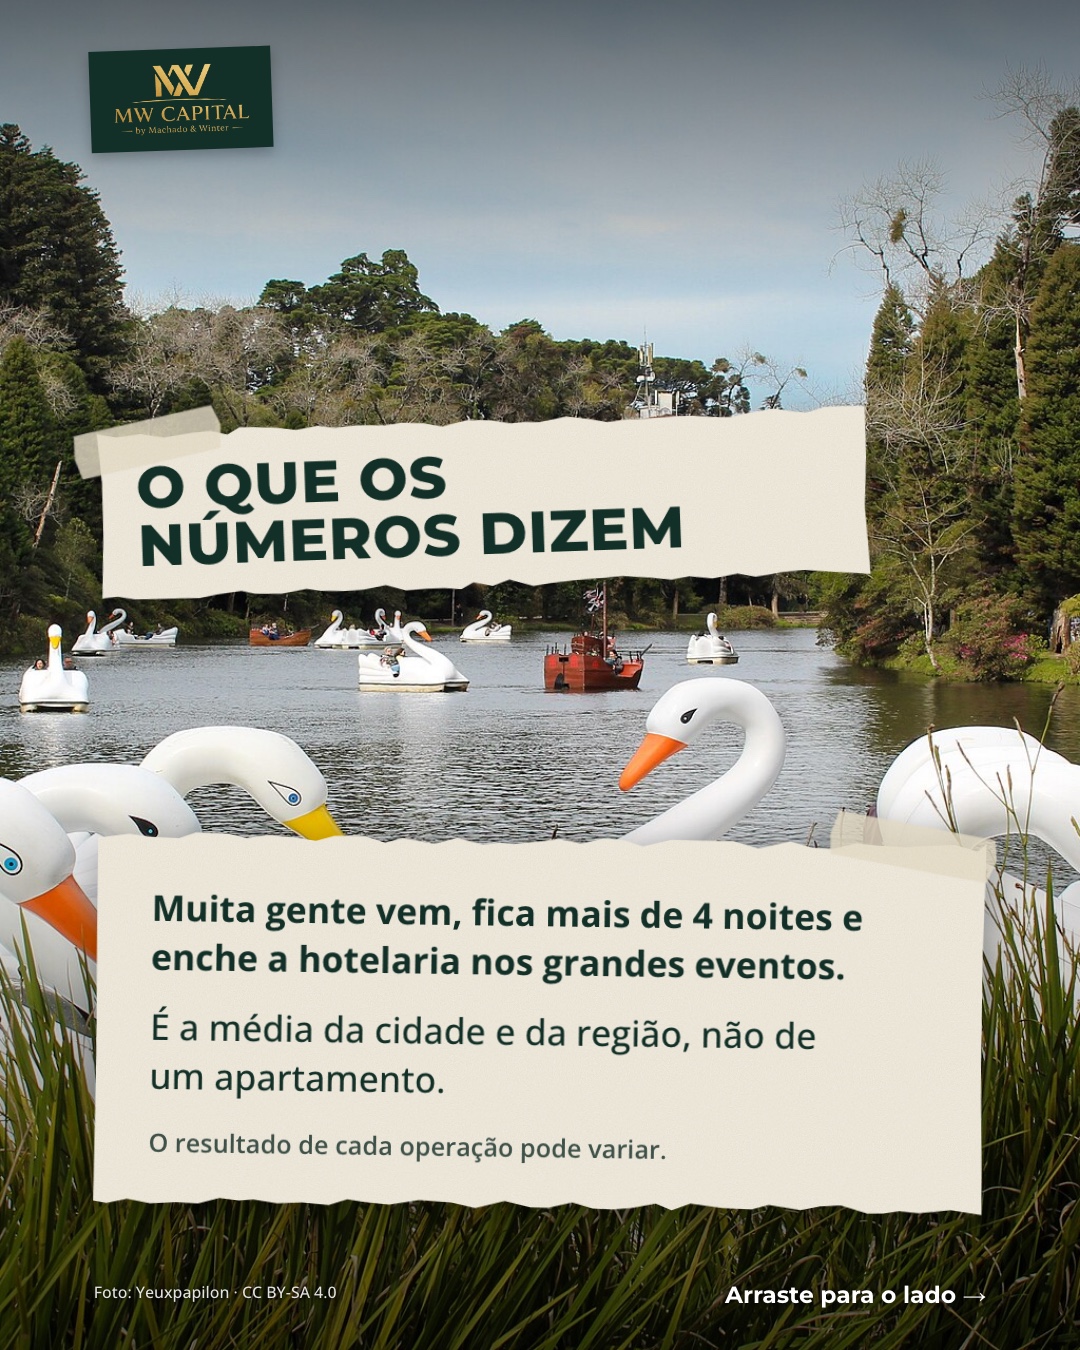 MW CAPITAL
by Machado & Winter
O QUE OS
NÚMEROS DIZEM
Muita gente vem, fica mais de 4 noites e
enche a hotelaria nos grandes eventos.
É a média da cidade e da região, não de
um apartamento.
O resultado de cada operação pode variar.
Foto: Yeuxpapilon · CC BY-SA 4.0
Arraste para o lado →